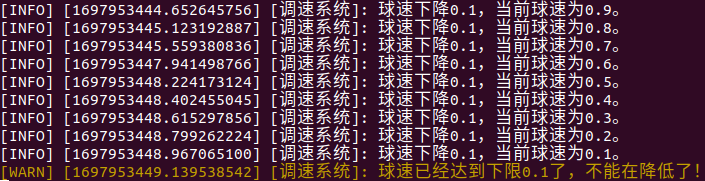 [INFO] [1697953444.652645756] [调速系统]: 球速下降0.1，当前球速为0.9。
[INFO] [1697953445.123192887] [调速系统]: 球速下降0.1，当前球速为0.8。
[INFO] [1697953445.559380836] [调速系统]: 球速下降0.1，当前球速为0.7。
[INFO] [1697953447.941498766] [调速系统]: 球速下降0.1，当前球速为0.6。
[INFO] [1697953448.224173124] [调速系统]: 球速下降0.1，当前球速为0.5。
[INFO] [1697953448.402455045] [调速系统]: 球速下降0.1，当前球速为0.4。
[INFO] [1697953448.615297856] [调速系统]: 球速下降0.1，当前球速为0.3。
[INFO] [1697953448.799262224] [调速系统]: 球速下降0.1，当前球速为0.2。
[INFO] [1697953448.967065100] [调速系统]: 球速下降0.1，当前球速为0.1。
[WARN] [1697953449.139538542] [调速系统]: 球速已经达到下限0.1了，不能在降低了！